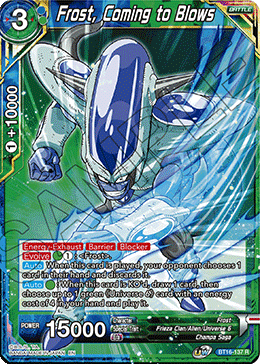 3
Frost, Coming to Blows
BATTLE
+10000
Energy-Exhaust Barrier Blocker
Evolve <Frost>.
Auto When this card is played, your opponent chooses 1
card in their hand and discards it.
Auto When this card is KO'd, draw 1 card, then
choose up to 1 green ‹Universe 6› card with an energy
cost of 4 in your hand and play it.
POWER
15000
Character
Frost
Special Trait
Frieza Clan/Alien/Universe 6
Champa Saga
BT16-137 R